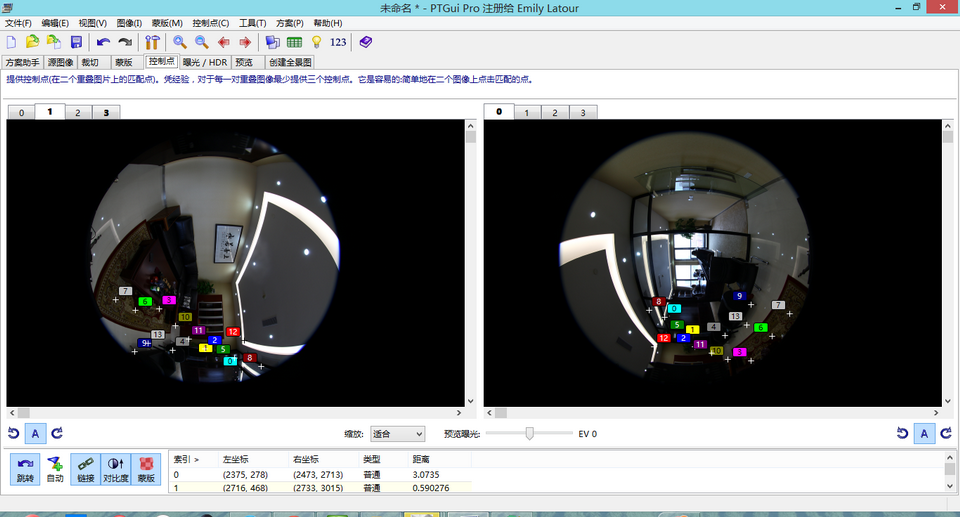 未命名 * - PTGui Pro 注册给 Emily Latour
文件(F) 编辑(E) 视图(V) 图像(I) 蒙版(M) 控制点(C) 工具(T) 方案(P) 帮助(H)
123
方案助手 源图像 裁切 蒙版 控制点 曝光 / HDR 预览 创建全景图
提供控制点(在二个重叠图片上的匹配点)。凭经验，对于每一对重叠图像最少提供三个控制点。它是容易的:简单地在二个图像上点击匹配的点。
0 1 2 3 0 1 2 3
7 6 3 10 11 12 13 9 4 2 1 5 0 8
8 0 9 7 5 1 4 13 6 12 2 11 10 3
A 缩放: 适合 预览曝光: EV 0 A
跳转 自动 链接 对比度 蒙版
索引 > 左坐标 右坐标 类型 距离
0 (2375, 278) (2473, 2713) 普通 3.0735
1 (2716, 468) (2733, 3015) 普通 0.590276